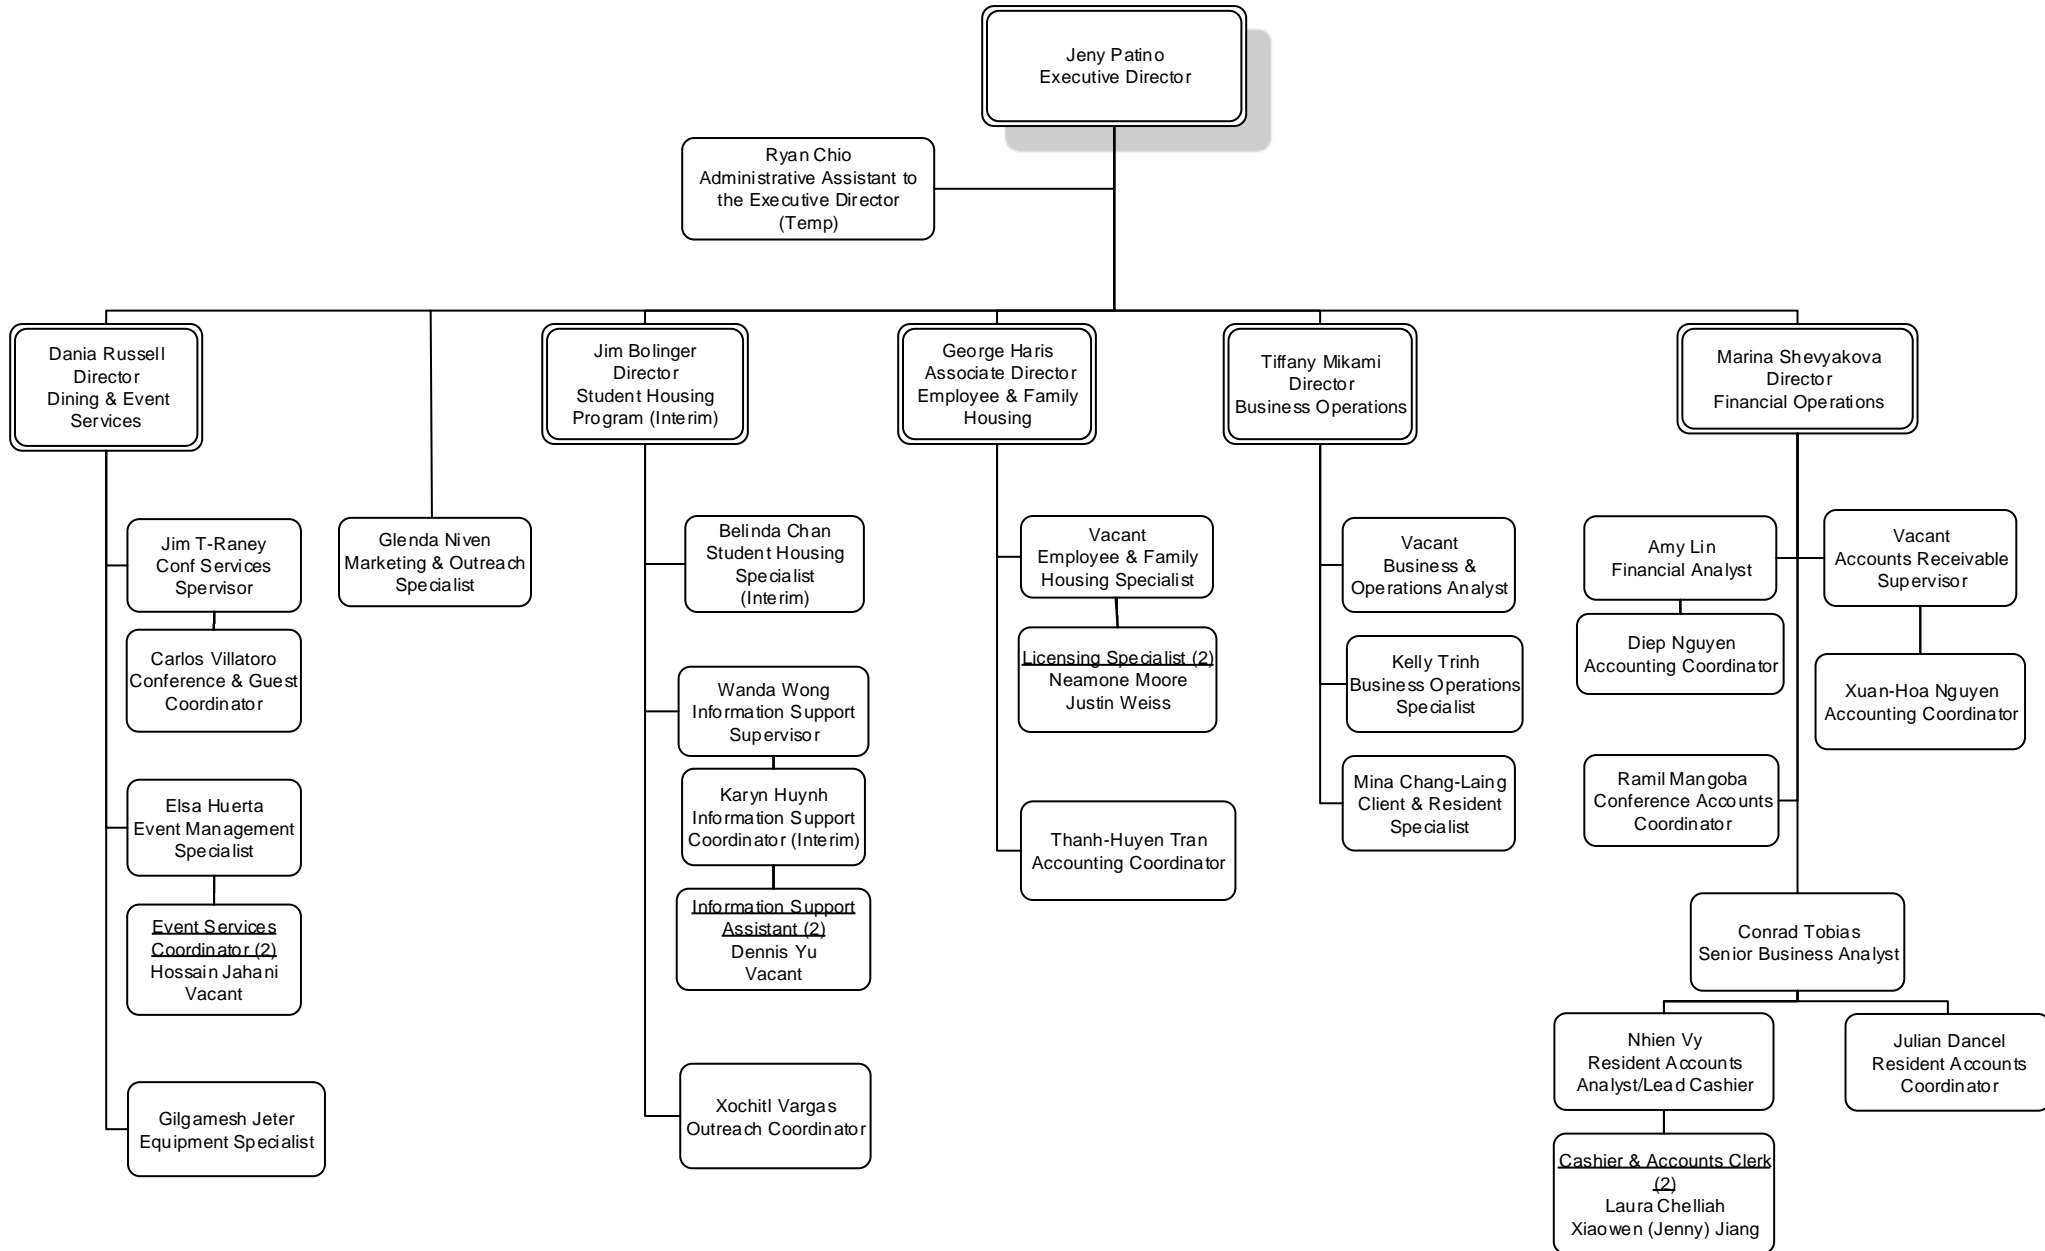 Jeny Patino
Executive Director
Ryan Chio
Administrative Assistant to
the Executive Director
(Temp)
Dania Russell
Director
Dining & Event
Services
Jim Bolinger
Director
Student Housing
Program (Interim)
George Haris
Associate Director
Employee & Family
Housing
Tiffany Mikami
Director
Business Operations
Marina Shevyakova
Director
Financial Operations
Jim T-Raney
Conf Services
Spervisor
Carlos Villatoro
Conference & Guest
Coordinator
Elsa Huerta
Event Management
Specialist
Event Services
Coordinator (2)
Hossain Jahani
Vacant
Gilgamesh Jeter
Equipment Specialist
Glenda Niven
Marketing & Outreach
Specialist
Belinda Chan
Student Housing
Specialist
(Interim)
Wanda Wong
Information Support
Supervisor
Karyn Huynh
Information Support
Coordinator (Interim)
Information Support
Assistant (2)
Dennis Yu
Vacant
Xochitl Vargas
Outreach Coordinator
Vacant
Employee & Family
Housing Specialist
Licensing Specialist (2)
Neamone Moore
Justin Weiss
Thanh-Huyen Tran
Accounting Coordinator
Vacant
Business &
Operations Analyst
Kelly Trinh
Business Operations
Specialist
Mina Chang-Laing
Client & Resident
Specialist
Amy Lin
Financial Analyst
Diep Nguyen
Accounting Coordinator
Vacant
Accounts Receivable
Supervisor
Xuan-Hoa Nguyen
Accounting Coordinator
Ramil Mangoba
Conference Accounts
Coordinator
Conrad Tobias
Senior Business Analyst
Nhien Vy
Resident Accounts
Analyst/Lead Cashier
Julian Dancel
Resident Accounts
Coordinator
Cashier & Accounts Clerk
(2)
Laura Chelliah
Xiaowen (Jenny) Jiang